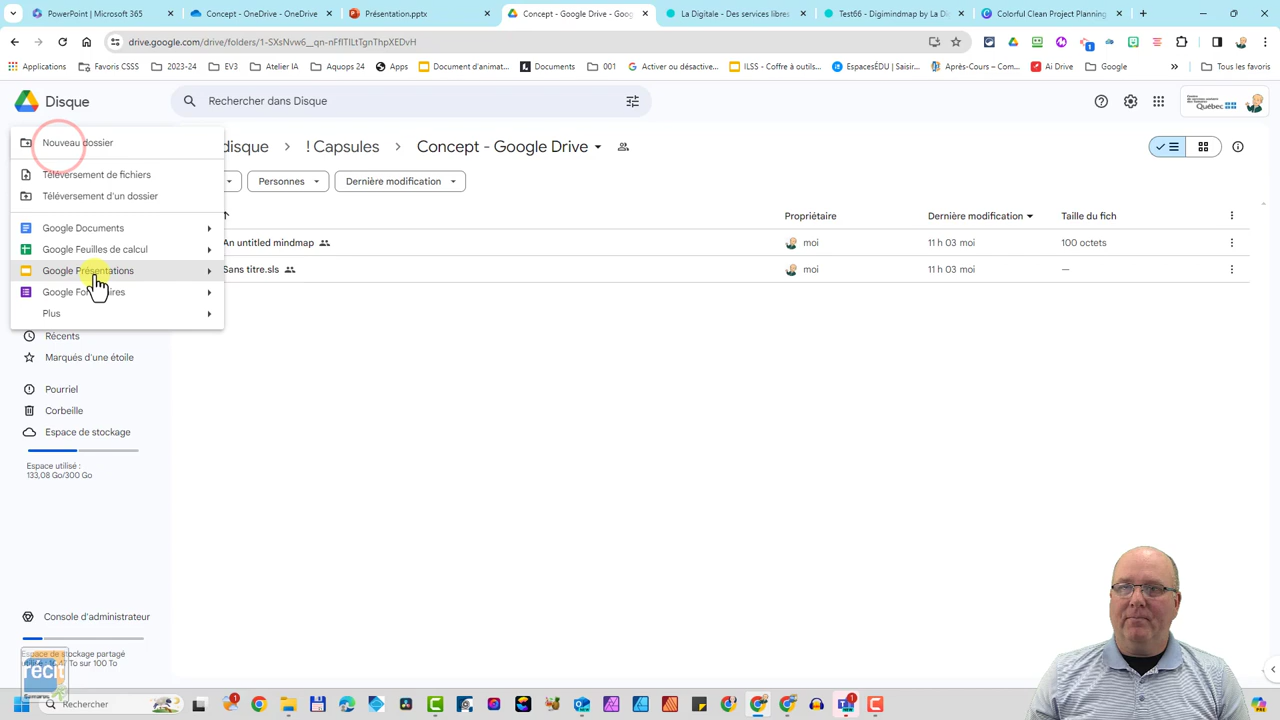 Microsoft 365
Concept - OneDrive - OneDrive
Présentation.pptx
Concept - Google Drive - Goog
La Digitale - Des services libres
Test66 - Digimindmap by La D
Colorful Clean Project Planning
drive.google.com/drive/folders/1-SXsNvw6__qn-nFfITILtTgnThpXEDvH
Applications
Favoris CSSS
2023-24
EV3
Atelier IA
Aquops 24
Apps
Document d'animat...
Documents
001
Activer ou désactive...
ILSS - Coffre à outils...
EspacesÉDU | Saisir...
Après-Cours – Com...
Ai Drive
Google
Tous les favoris
Disque
Rechercher dans Disque
Centre
Québec
Nouveau dossier
disque
! Capsules
Concept - Google Drive
Téléversement de fichiers
Personnes
Dernière modification
Téléversement d'un dossier
Propriétaire
Dernière modification
Taille du fich
Google Documents
An untitled mindmap
moi
11 h 03 moi
100 octets
Google Feuilles de calcul
Sans titre.sls
moi
11 h 03 moi
—
Google Présentations
Google Formulaires
Plus
Récents
Marqués d'une étoile
Pourriel
Corbeille
Espace de stockage
Espace utilisé :
133,08 Go/300 Go
Console d'administrateur
Espace de stockage partagé
To sur 100 To
récit
Rechercher